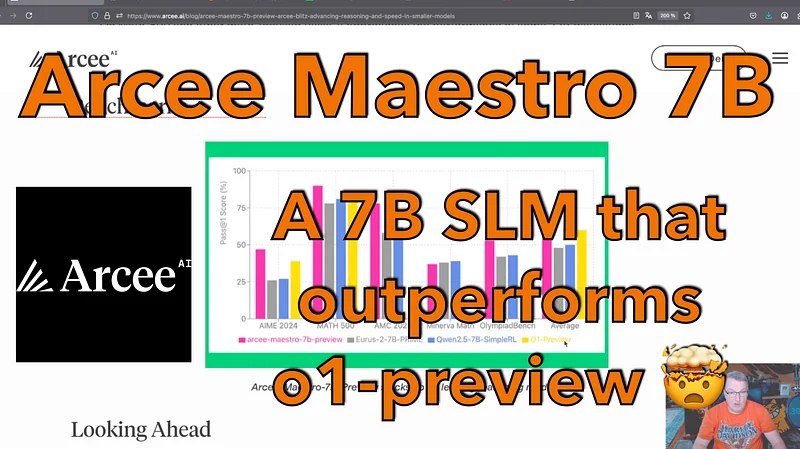 https://www.arcee.ai/blog/arcee-maestro-7b-preview-arcee-blitz-advancing-reasoning-and-speed-in-smaller-models
200 %
Arcee AI
Arcee Maestro 7B
Arcee AI
Pass@1 Score (%)
100
75
50
25
0
A 7B SLM that
outperforms
o1-preview
AIME 2024
MATH 500
AMC 202
Minerva Math
OlympiadBench
Average
arcee-maestro-7b-preview
Eurus-2-7B-PRIME
Qwen2.5-7B-SimpleRL
O1-Preview
Looking Ahead
HARLEY
DAVIDSON